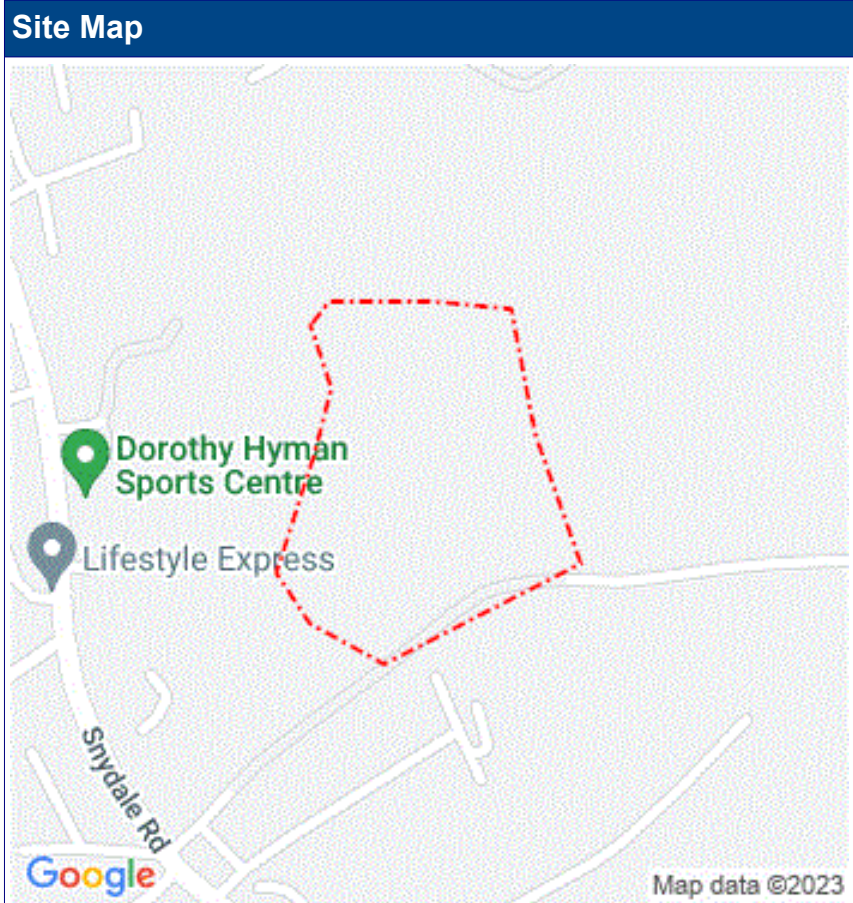 Site Map
Dorothy Hyman
Sports Centre
Lifestyle Express
Snydale Rd
Google
Map data ©2023